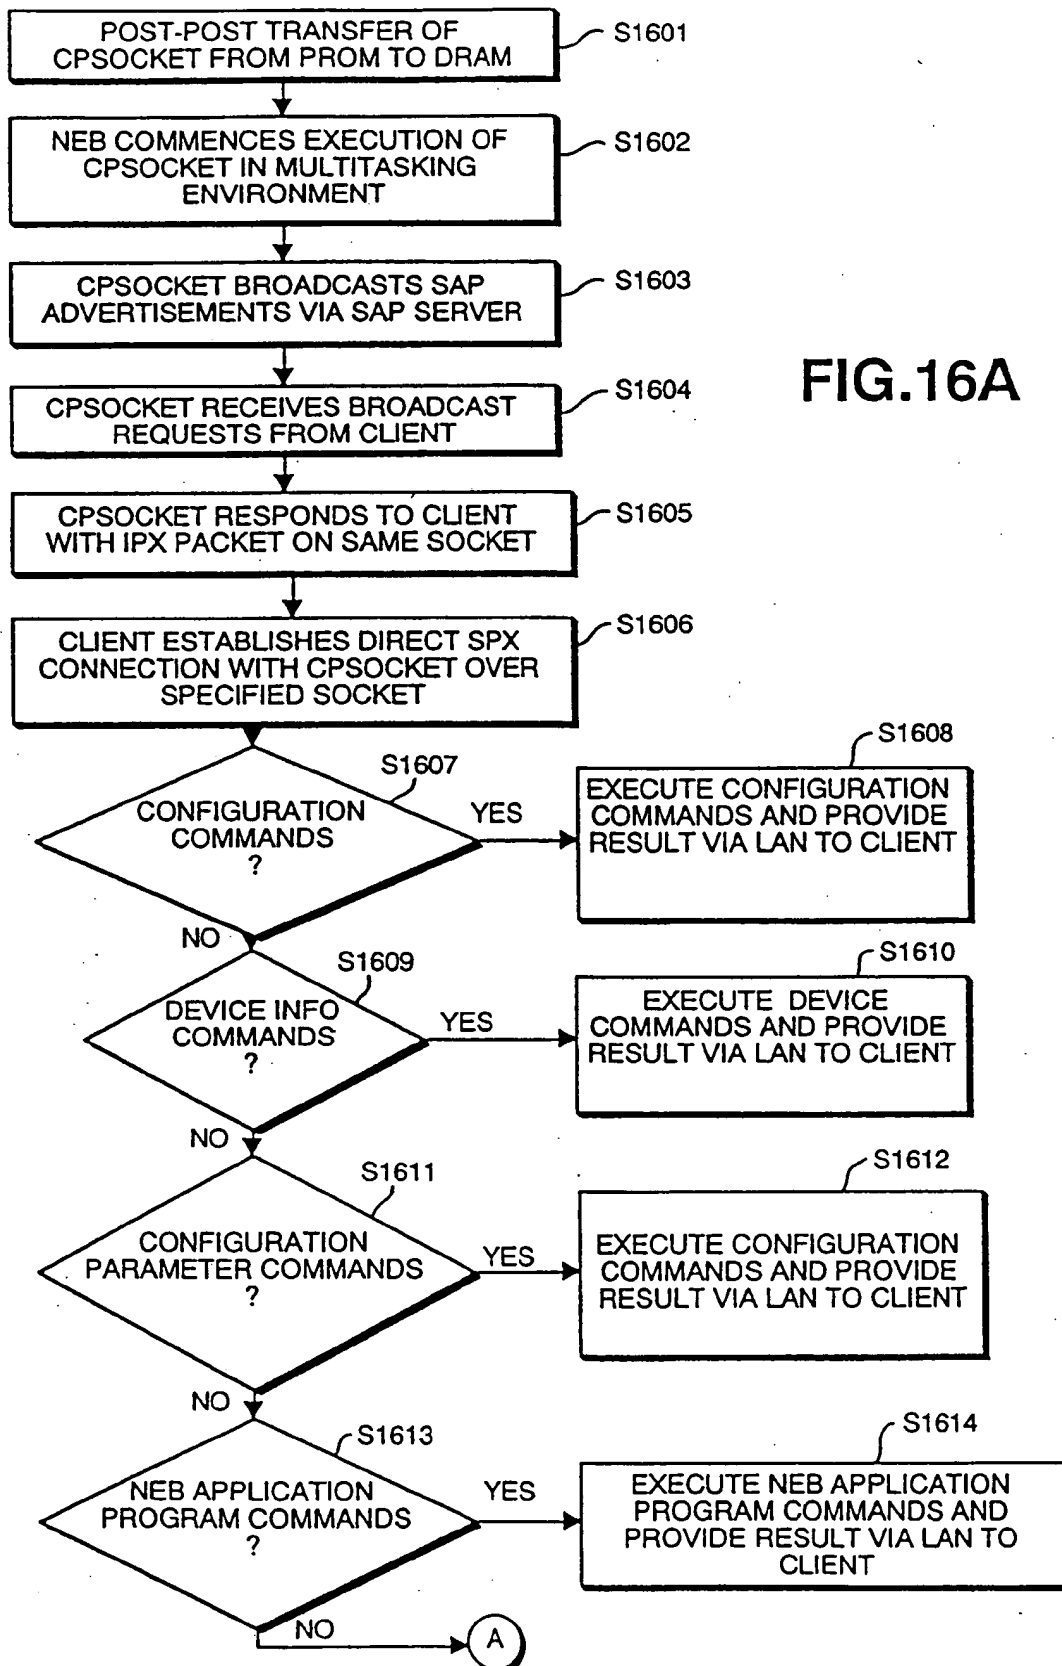 POST-POST TRANSFER OF
CPSOCKET FROM PROM TO DRAM
S1601
NEB COMMENCES EXECUTION OF
CPSOCKET IN MULTITASKING
ENVIRONMENT
S1602
CPSOCKET BROADCASTS SAP
ADVERTISEMENTS VIA SAP SERVER
S1603
FIG.16A
CPSOCKET RECEIVES BROADCAST
REQUESTS FROM CLIENT
S1604
CPSOCKET RESPONDS TO CLIENT
WITH IPX PACKET ON SAME SOCKET
S1605
CLIENT ESTABLISHES DIRECT SPX
CONNECTION WITH CPSOCKET OVER
SPECIFIED SOCKET
S1606
S1607
CONFIGURATION
COMMANDS
?
YES
S1608
EXECUTE CONFIGURATION
COMMANDS AND PROVIDE
RESULT VIA LAN TO CLIENT
NO
S1609
DEVICE INFO
COMMANDS
?
YES
S1610
EXECUTE DEVICE
COMMANDS AND PROVIDE
RESULT VIA LAN TO CLIENT
NO
S1611
CONFIGURATION
PARAMETER COMMANDS
?
YES
S1612
EXECUTE CONFIGURATION
COMMANDS AND PROVIDE
RESULT VIA LAN TO CLIENT
NO
S1613
NEB APPLICATION
PROGRAM COMMANDS
?
YES
S1614
EXECUTE NEB APPLICATION
PROGRAM COMMANDS AND
PROVIDE RESULT VIA LAN TO
CLIENT
NO
A